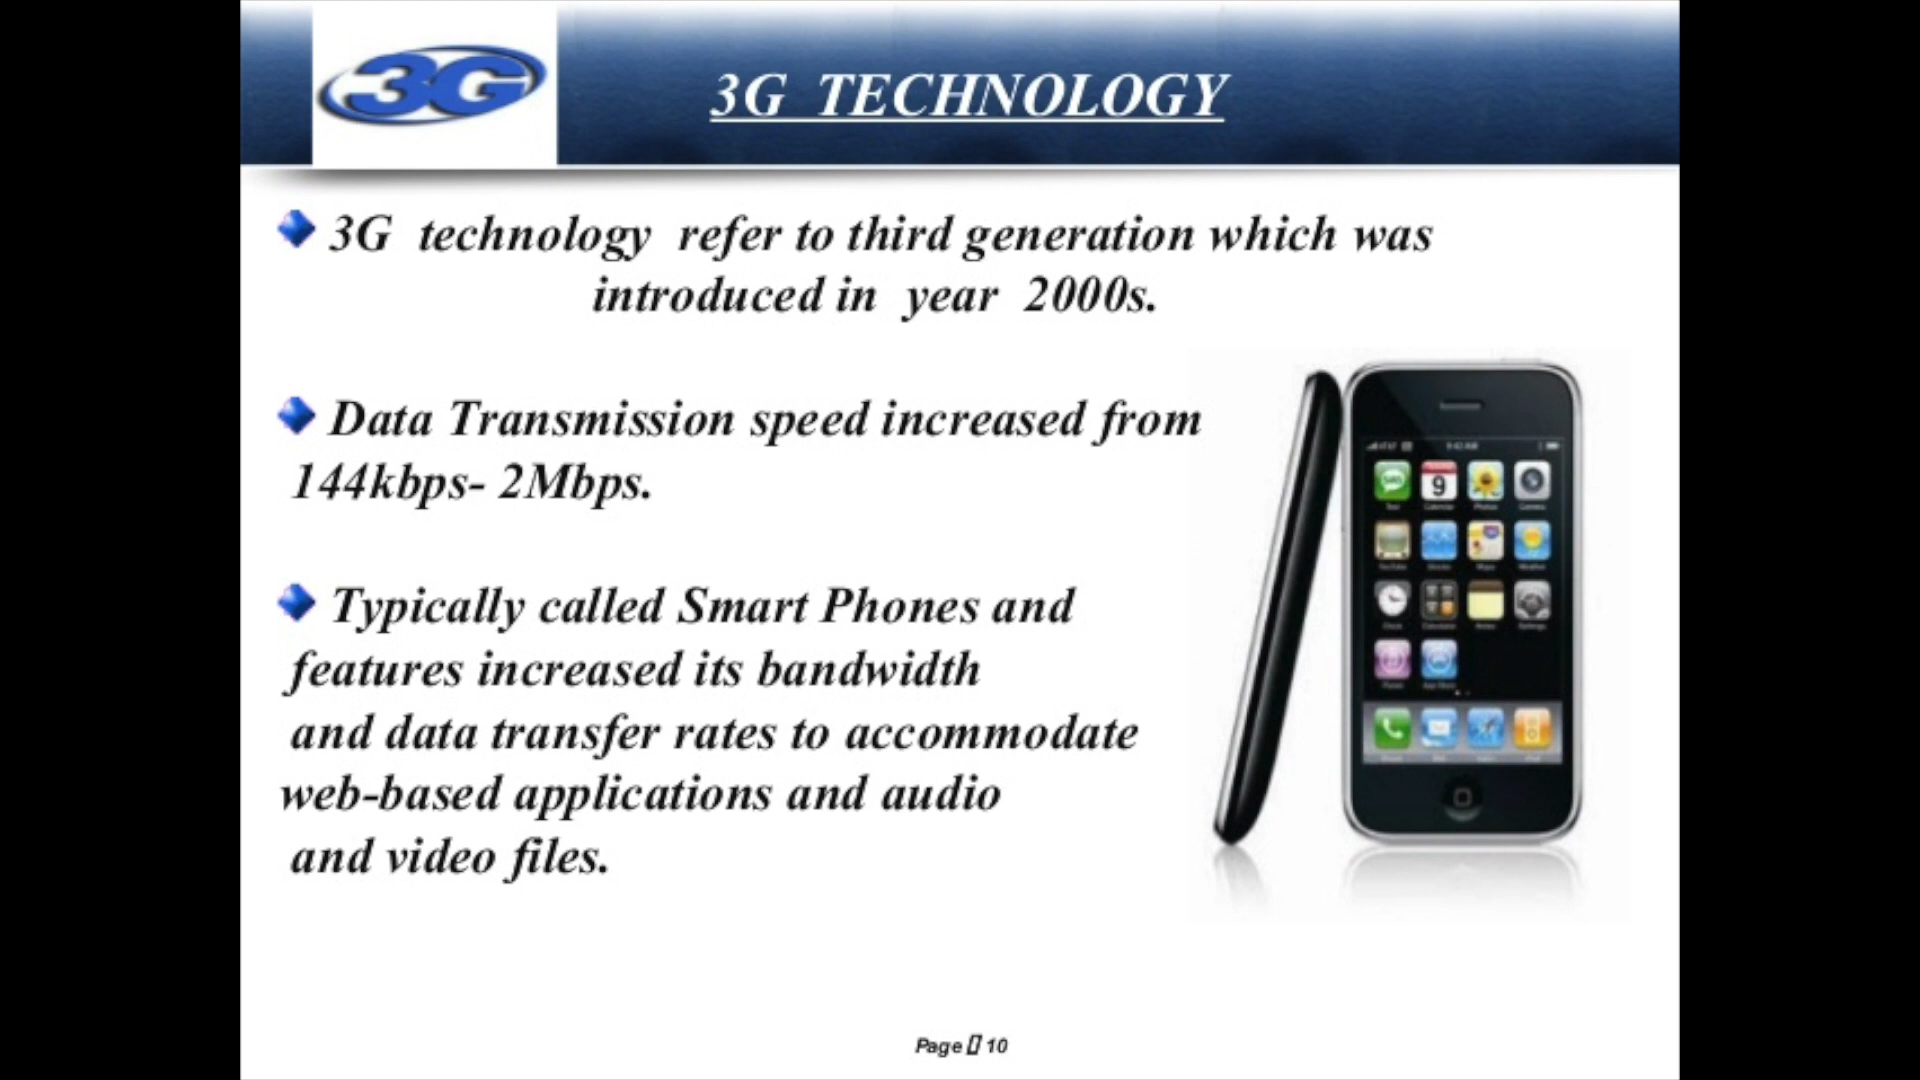 3G
3G TECHNOLOGY
3G technology refer to third generation which was
introduced in year 2000s.
Data Transmission speed increased from
144kbps- 2Mbps.
Typically called Smart Phones and
features increased its bandwidth
and data transfer rates to accommodate
web-based applications and audio
and video files.
9
Page 10